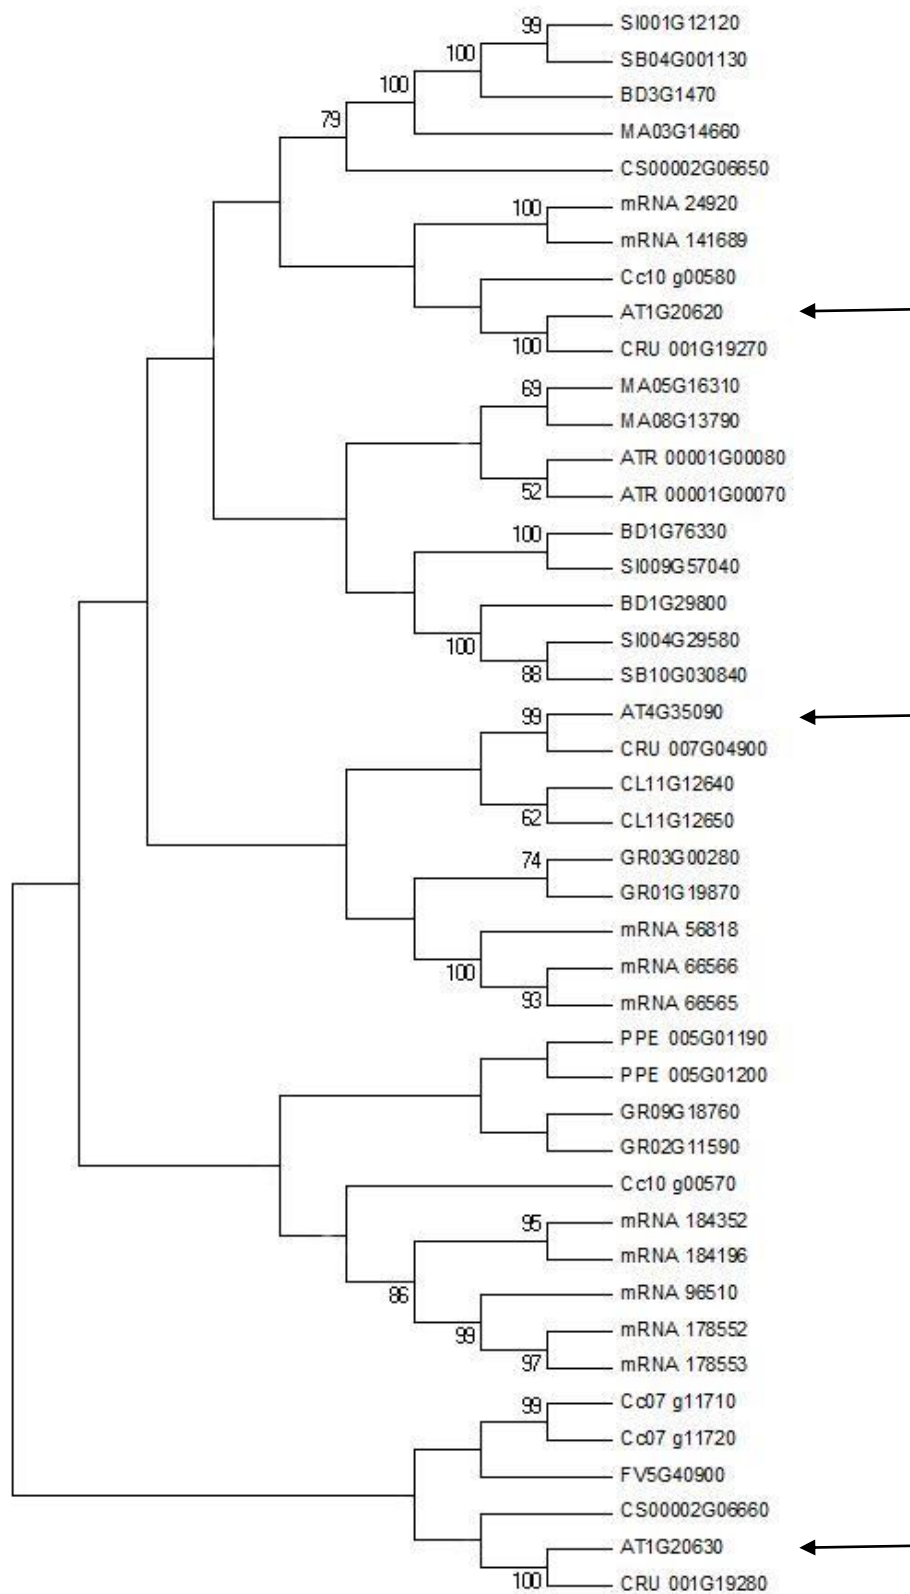 99
SI001G12120
SB04G001130
100
BD3G1470
100
MA03G14660
79
CS00002G06650
100
mRNA 24920
mRNA 141689
Cc10 g00580
AT1G20620
100
CRU 001G19270
69
MA05G16310
MA08G13790
ATR 00001G00080
52
ATR 00001G00070
100
BD1G76330
SI009G57040
BD1G29800
100
SI004G29580
88
SB10G030840
99
AT4G35090
CRU 007G04900
CL11G12640
62
CL11G12650
74
GR03G00280
GR01G19870
mRNA 56818
100
mRNA 66566
93
mRNA 66565
PPE 005G01190
PPE 005G01200
GR09G18760
GR02G11590
Cc10 g00570
95
mRNA 184352
mRNA 184196
86
mRNA 96510
99
mRNA 178552
97
mRNA 178553
99
Cc07 g11710
Cc07 g11720
FV5G40900
CS00002G06660
AT1G20630
100
CRU 001G19280